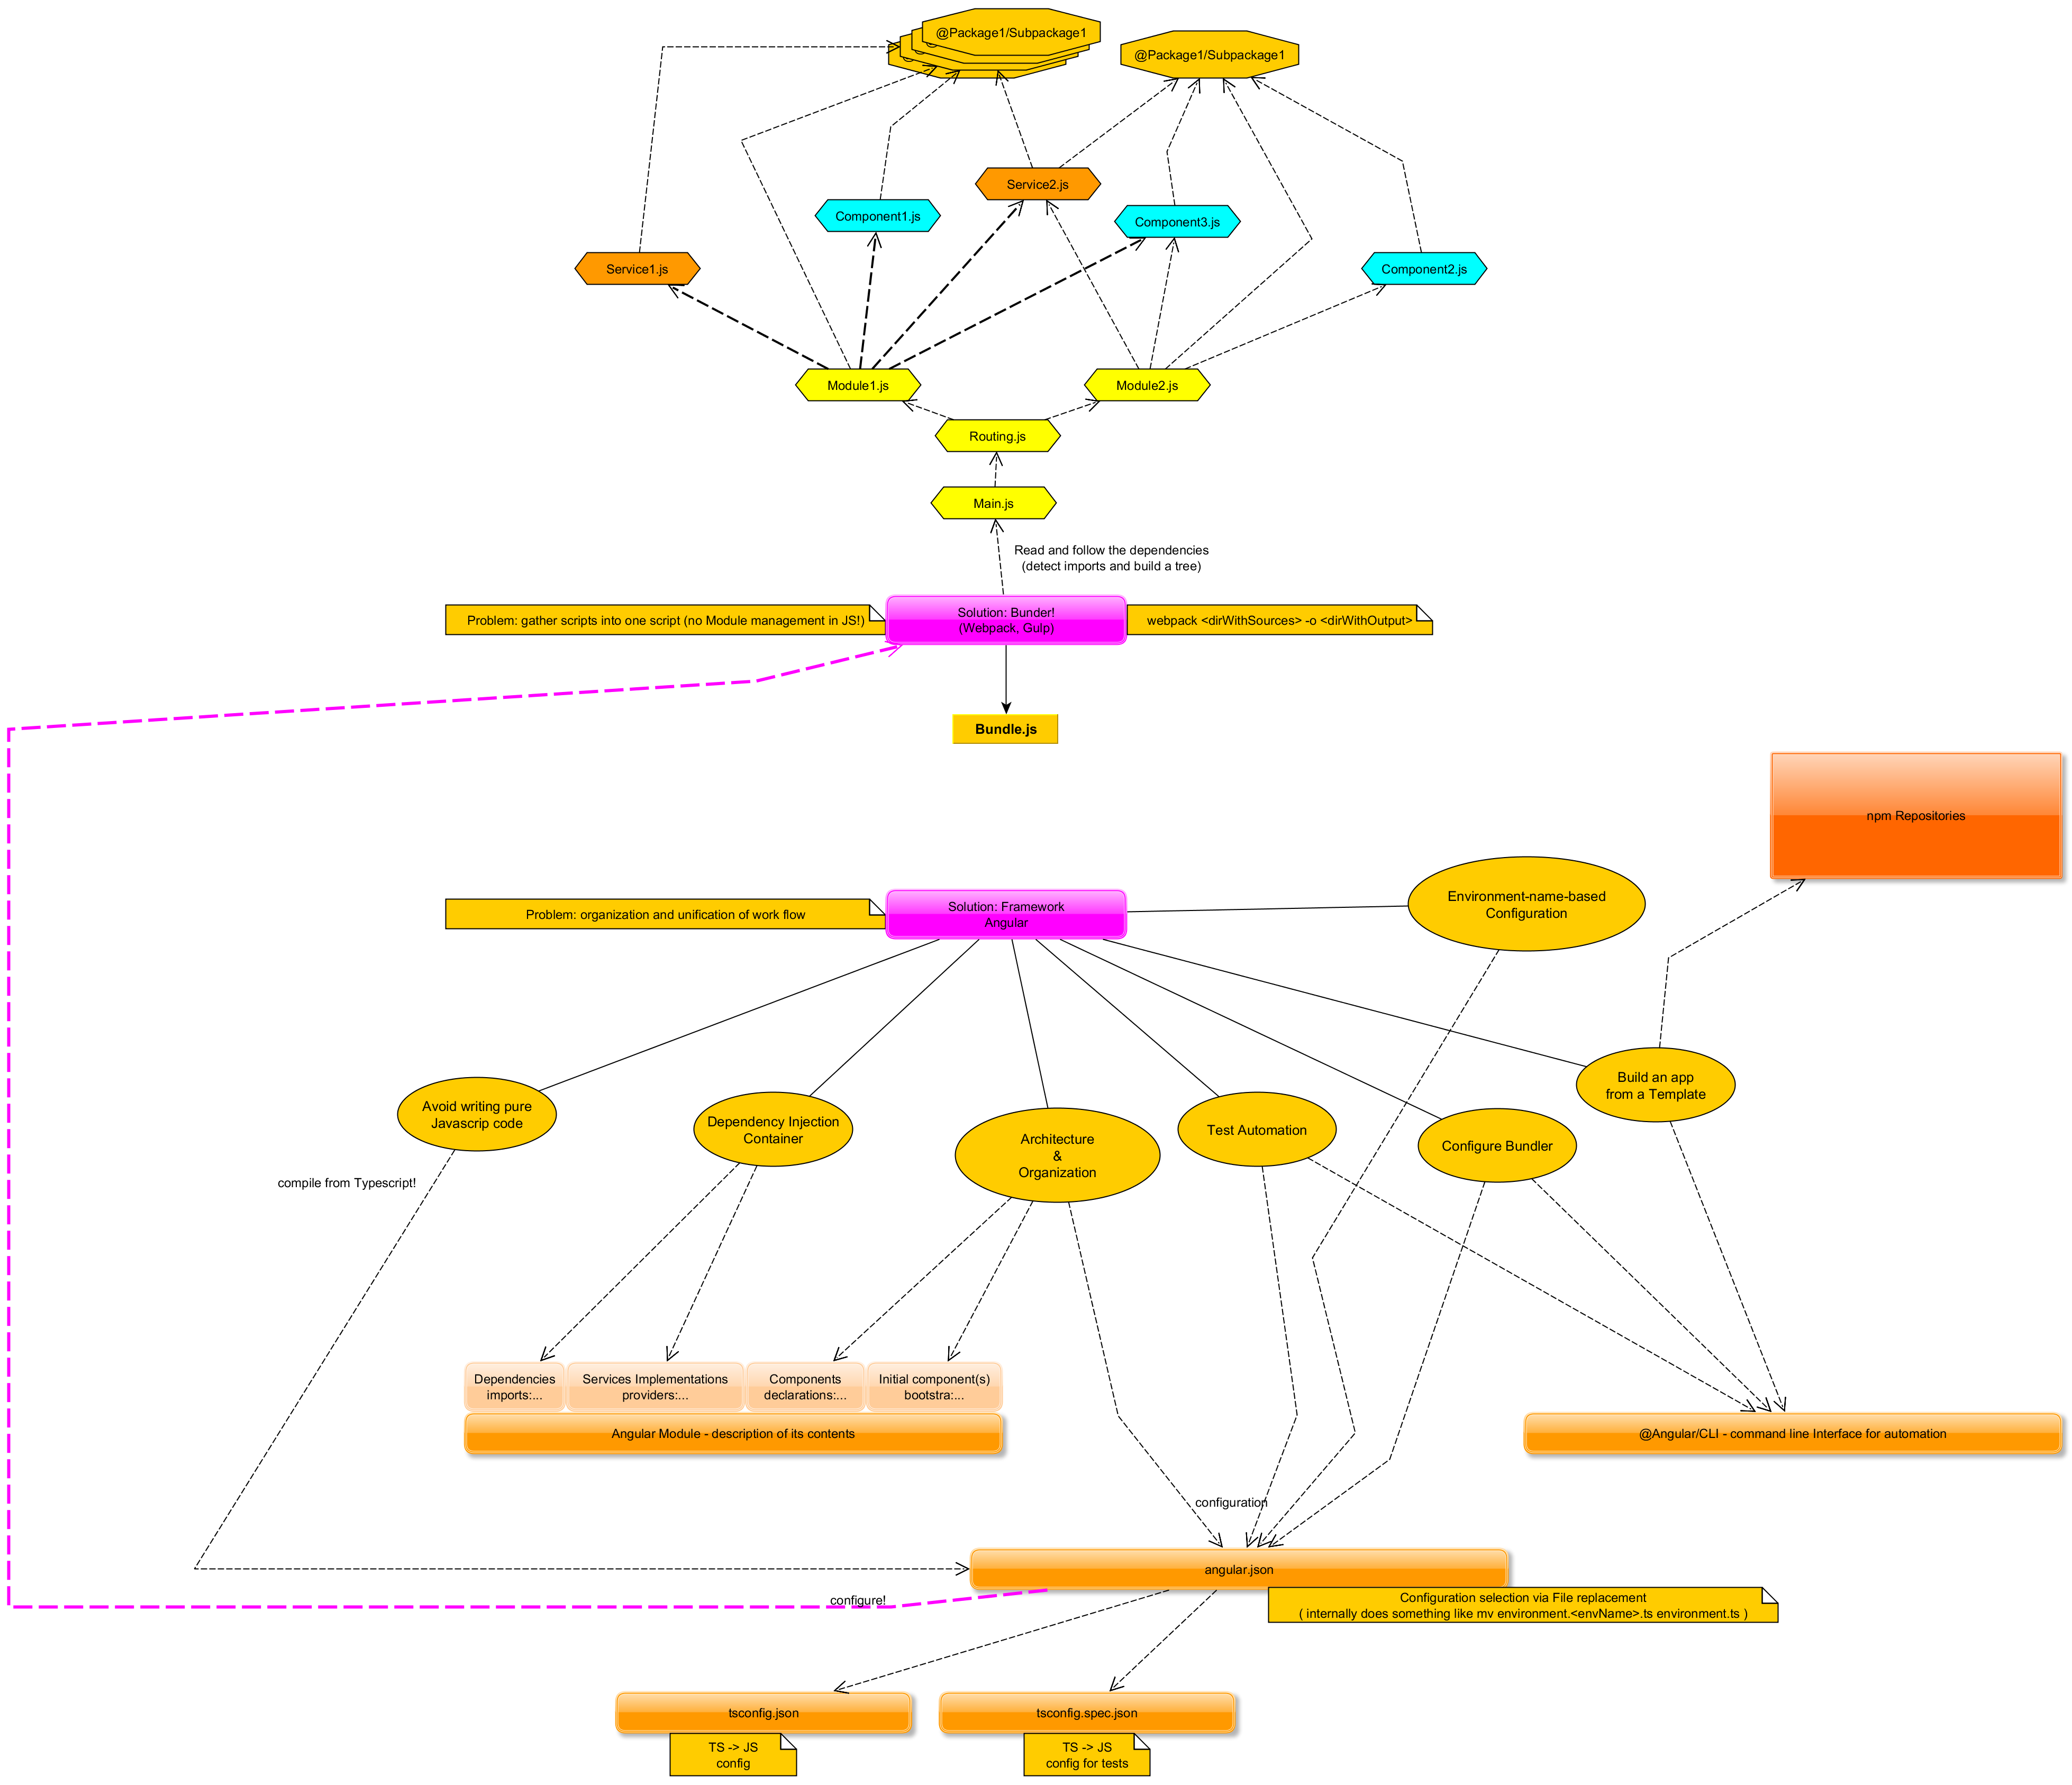 @Package1/Subpackage1
@Package1/Subpackage1
Service2.js
Component1.js
Component3.js
Service1.js
Component2.js
Module1.js
Module2.js
Routing.js
Main.js
Read and follow the dependencies
(detect imports and build a tree)
Problem: gather scripts into one script (no Module management in JS!)
Solution: Bunder!
(Webpack, Gulp)
webpack <dirWithSources> -o <dirWithOutput>
Bundle.js
npm Repositories
Problem: organization and unification of work flow
Solution: Framework
Angular
Environment-name-based
Configuration
Build an app
from a Template
Avoid writing pure
Javascrip code
Dependency Injection
Container
Architecture
&
Organization
Test Automation
Configure Bundler
compile from Typescript!
Dependencies
imports:...
Services Implementations
providers:...
Components
declarations:...
Initial component(s)
bootstra:...
Angular Module - description of its contents
@Angular/CLI - command line Interface for automation
configuration
angular.json
configure!
Configuration selection via File replacement
( internally does something like mv environment.<envName>.ts environment.ts )
tsconfig.json
tsconfig.spec.json
TS -> JS
config
TS -> JS
config for tests